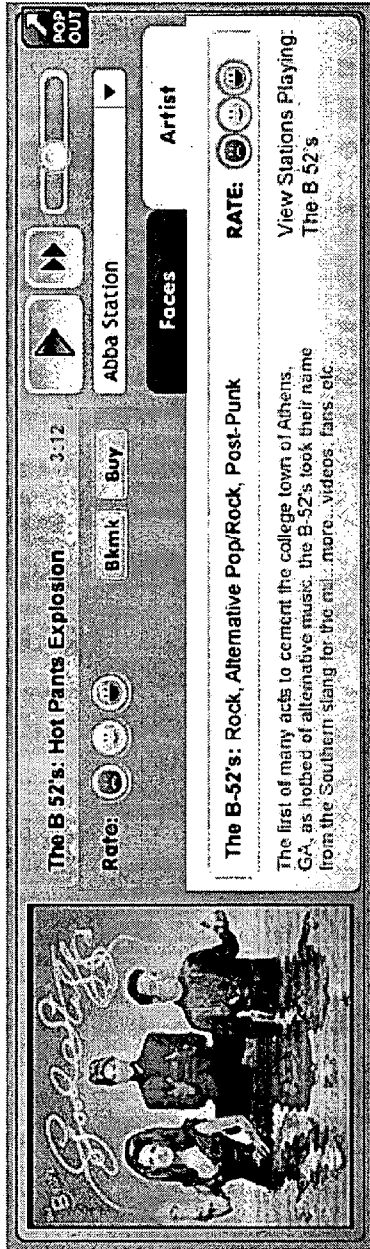 The B 52's: Hot Pants Explosion
- 3:12
POP
OUT
Rate:
Bkmk
Buy
Abba Station
Faces
Artist
The B-52's: Rock, Alternative Pop/Rock, Post-Punk
RATE:
The first of many acts to cement the college town of Athens,
GA, as hotbed of alternative music, the B-52's took their name
from the Southern slang for the mil...more...videos, fans, etc.
View Stations Playing:
The B 52's